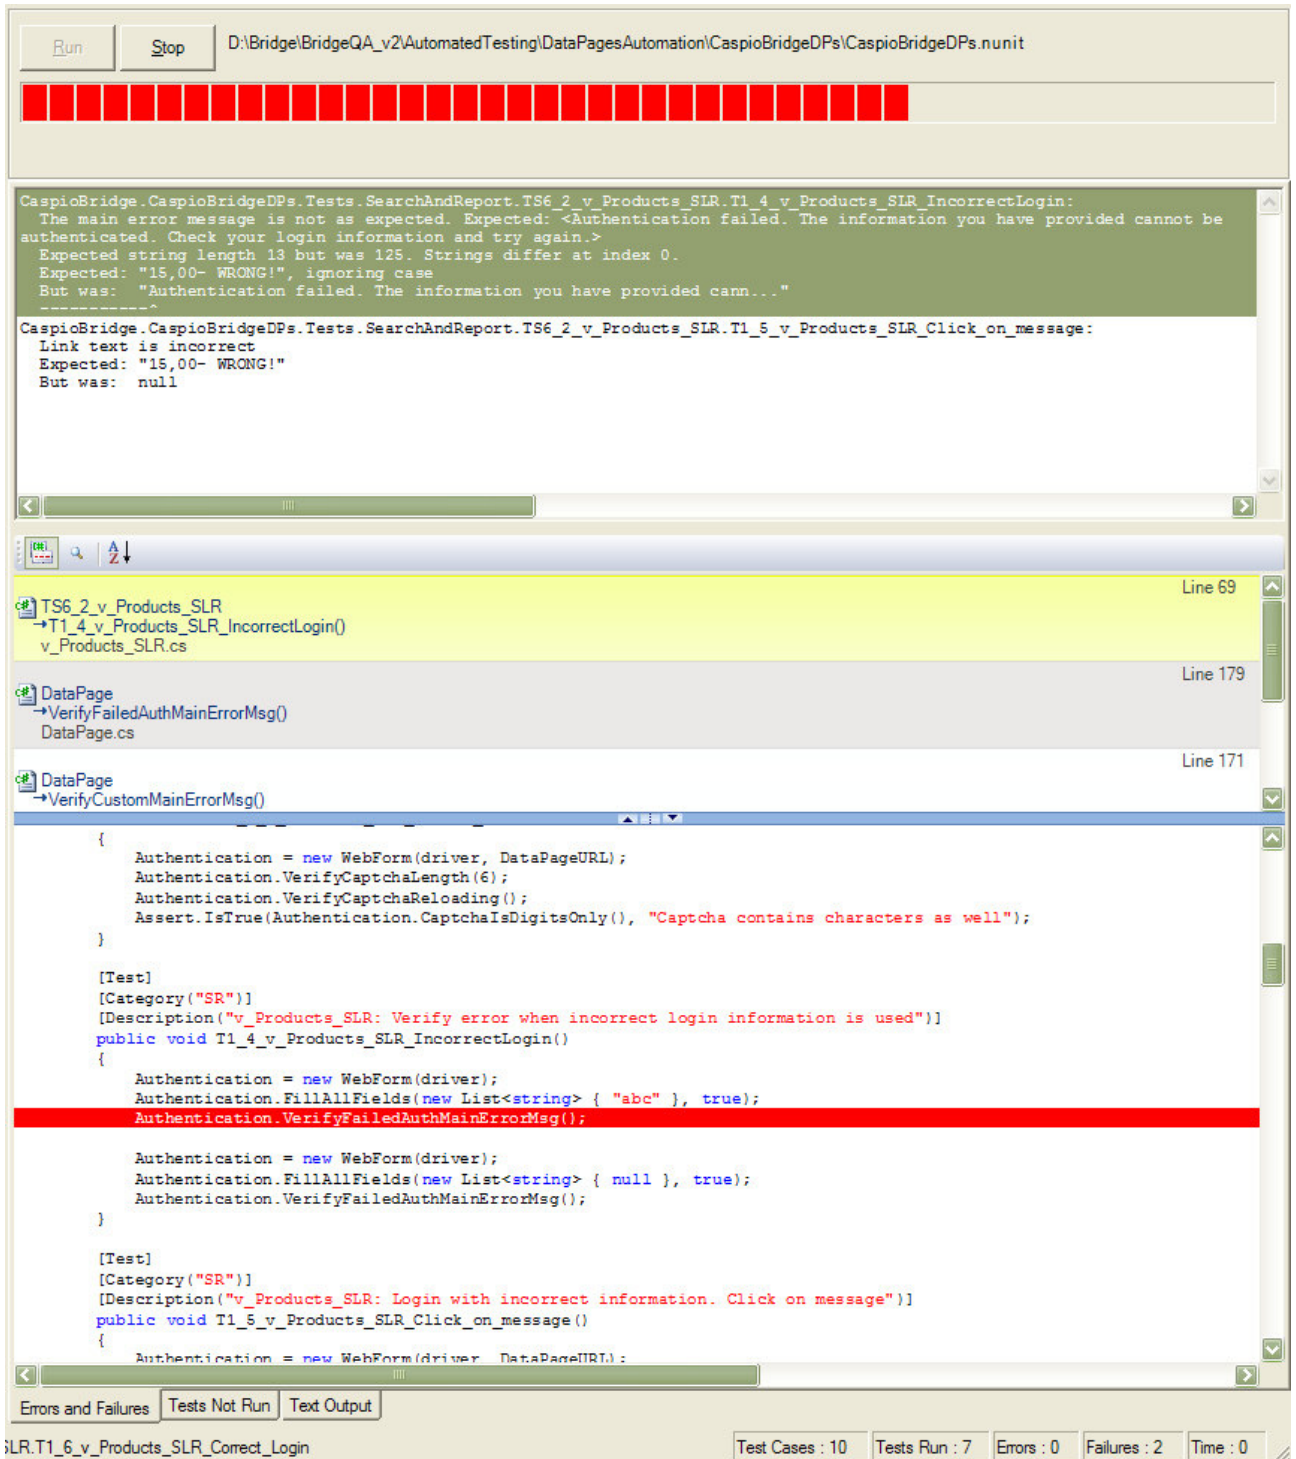 Run
Stop
D:\Bridge\BridgeQA_v2\AutomatedTesting\DataPagesAutomation\CaspioBridgeDPs\CaspioBridgeDPs.nunit
CaspioBridge.CaspioBridgeDPs.Tests.SearchAndReport.TS6_2_v_Products_SLR.T1_4_v_Products_SLR_IncorrectLogin:
The main error message is not as expected. Expected: <Authentication failed. The information you have provided cannot be
authenticated. Check your login information and try again.>
Expected string length 13 but was 125. Strings differ at index 0.
Expected: "15,00- WRONG!", ignoring case
But was:  "Authentication failed. The information you have provided cann..."
-----------^
CaspioBridge.CaspioBridgeDPs.Tests.SearchAndReport.TS6_2_v_Products_SLR.T1_5_v_Products_SLR_Click_on_message:
Link text is incorrect
Expected: "15,00- WRONG!"
But was:  null
Line 69
TS6_2_v_Products_SLR
→T1_4_v_Products_SLR_IncorrectLogin()
v_Products_SLR.cs
Line 179
DataPage
→VerifyFailedAuthMainErrorMsg()
DataPage.cs
Line 171
DataPage
→VerifyCustomMainErrorMsg()
{
Authentication = new WebForm(driver, DataPageURL);
Authentication.VerifyCaptchaLength(6);
Authentication.VerifyCaptchaReloading();
Assert.IsTrue(Authentication.CaptchaIsDigitsOnly(), "Captcha contains characters as well");
}
[Test]
[Category("SR")]
[Description("v_Products_SLR: Verify error when incorrect login information is used")]
public void T1_4_v_Products_SLR_IncorrectLogin()
{
Authentication = new WebForm(driver);
Authentication.FillAllFields(new List<string> { "abc" }, true);
Authentication.VerifyFailedAuthMainErrorMsg();
Authentication = new WebForm(driver);
Authentication.FillAllFields(new List<string> { null }, true);
Authentication.VerifyFailedAuthMainErrorMsg();
}
[Test]
[Category("SR")]
[Description("v_Products_SLR: Login with incorrect information. Click on message")]
public void T1_5_v_Products_SLR_Click_on_message()
{
Authentication = new WebForm(driver, DataPageURL);
Errors and Failures
Tests Not Run
Text Output
SLR.T1_6_v_Products_SLR_Correct_Login
Test Cases : 10
Tests Run : 7
Errors : 0
Failures : 2
Time : 0